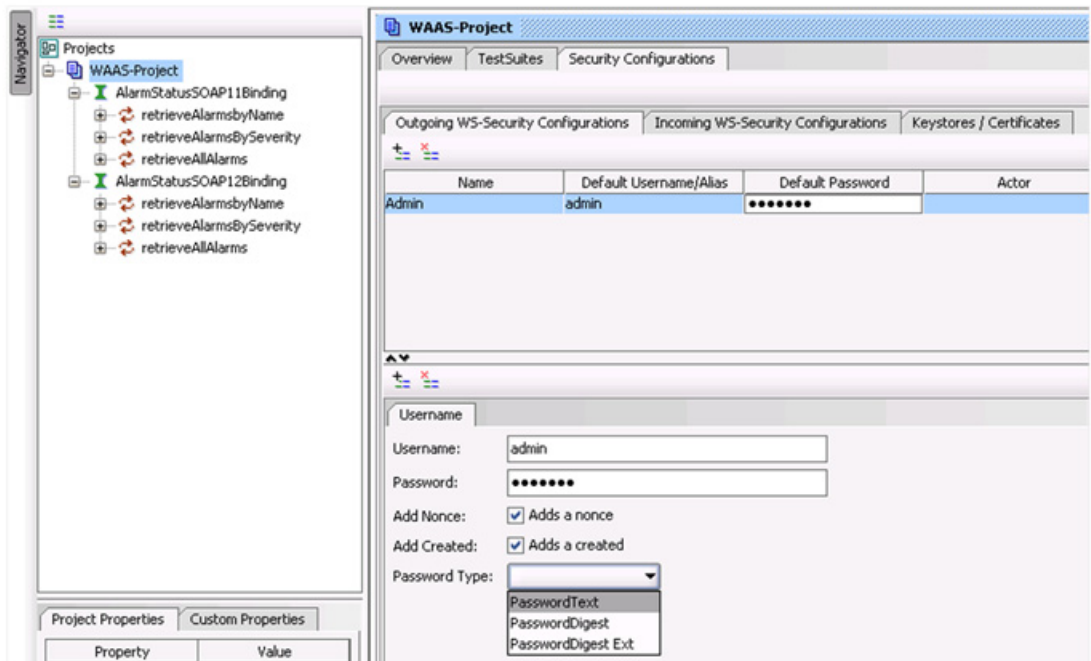 Navigator
Projects
WAAS-Project
AlarmStatusSOAP11Binding
retrieveAlarmsbyName
retrieveAlarmsBySeverity
retrieveAllAlarms
AlarmStatusSOAP12Binding
retrieveAlarmsbyName
retrieveAlarmsBySeverity
retrieveAllAlarms
Project Properties Custom Properties
Property Value
WAAS-Project
Overview TestSuites Security Configurations
Outgoing WS-Security Configurations Incoming WS-Security Configurations Keystores / Certificates
Name Default Username/Alias Default Password Actor
Admin admin •••••••
Username
Username: admin
Password: •••••••
Add Nonce: Adds a nonce
Add Created: Adds a created
Password Type:
PasswordText
PasswordDigest
PasswordDigest Ext